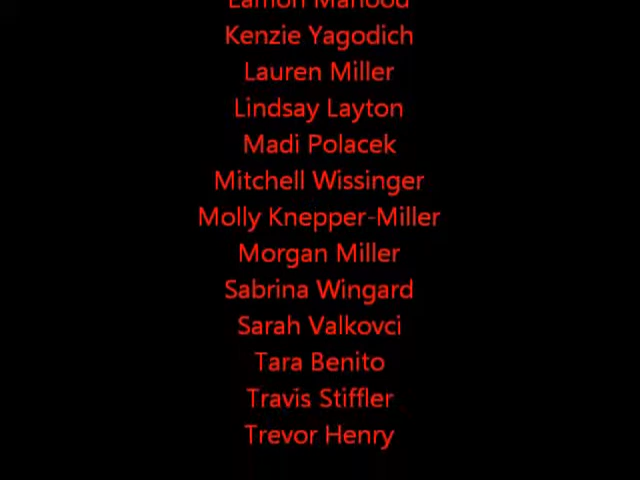 Kenzie Yagodich
Lauren Miller
Lindsay Layton
Madi Polacek
Mitchell Wissinger
Molly Knepper-Miller
Morgan Miller
Sabrina Wingard
Sarah Valkovci
Tara Benito
Travis Stiffler
Trevor Henry